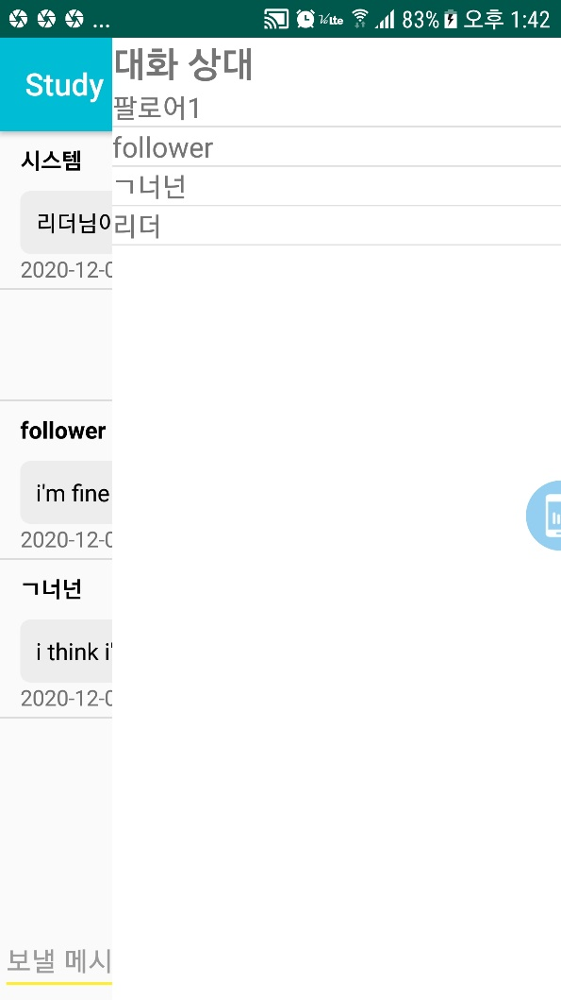 ... VoLTE 83% 오후 1:42
Study
시스템
리더님이
2020-12-0
follower
i'm fine
2020-12-0
ㄱ너넌
i think i'
2020-12-0
보낼 메시
대화 상대
팔로어1
follower
ㄱ너넌
리더